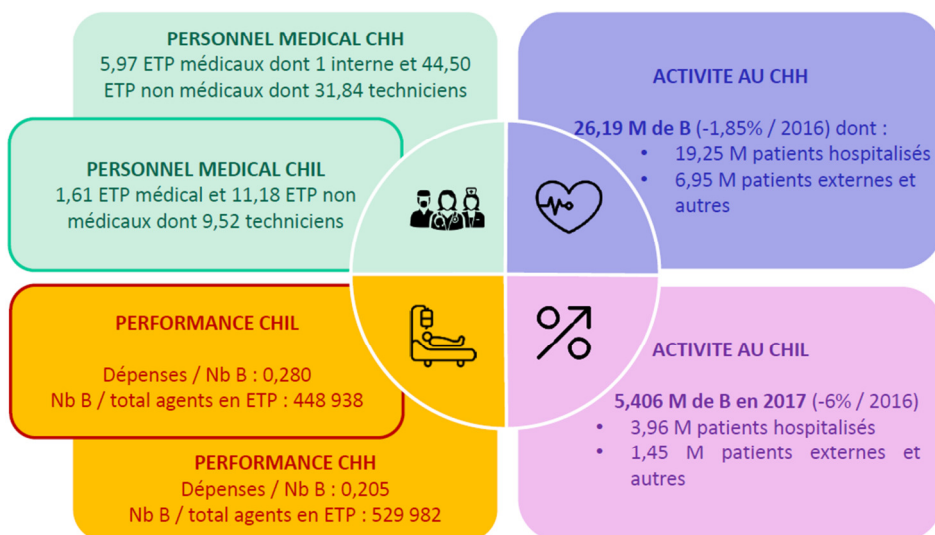 PERSONNEL MEDICAL CHH
5,97 ETP médicaux dont 1 interne et 44,50
ETP non médicaux dont 31,84 techniciens
PERSONNEL MEDICAL CHIL
1,61 ETP médical et 11,18 ETP non
médicaux dont 9,52 techniciens
ACTIVITE AU CHH
26,19 M de B (-1,85% / 2016) dont :
• 19,25 M patients hospitalisés
• 6,95 M patients externes et
autres
PERFORMANCE CHIL
Dépenses / Nb B : 0,280
Nb B / total agents en ETP : 448 938
PERFORMANCE CHH
Dépenses / Nb B : 0,205
Nb B / total agents en ETP : 529 982
ACTIVITE AU CHIL
5,406 M de B en 2017 (-6% / 2016)
• 3,96 M patients hospitalisés
• 1,45 M patients externes et
autres